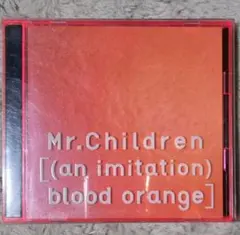 Mr.Children
[(an imitation)
blood orange]